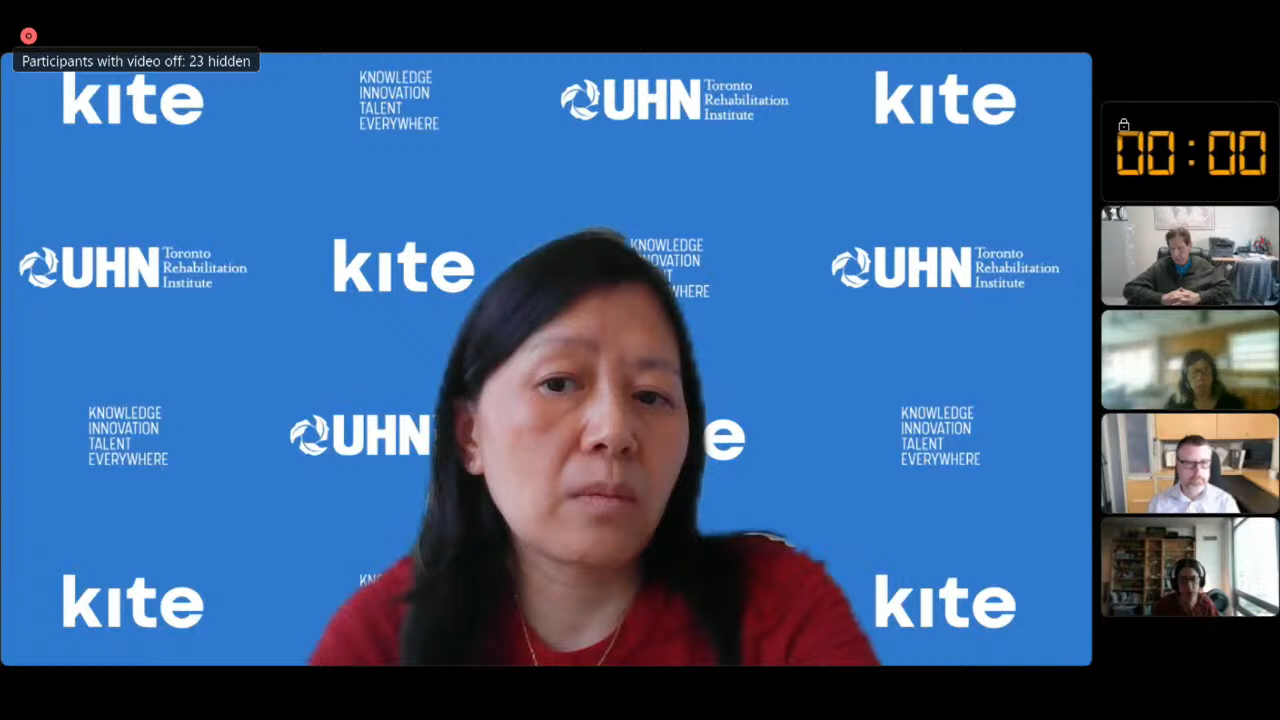 Participants with video off: 23 hidden
kite
KNOWLEDGE
INNOVATION
TALENT
EVERYWHERE
UHN Toronto
Rehabilitation
Institute
kite
00:00
UHN Toronto
Rehabilitation
Institute
kite
KNOWLEDGE
UHN Toronto
Rehabilitation
Institute
KNOWLEDGE
INNOVATION
TALENT
EVERYWHERE
UHN
KNOWLEDGE
INNOVATION
TALENT
EVERYWHERE
kite
kite